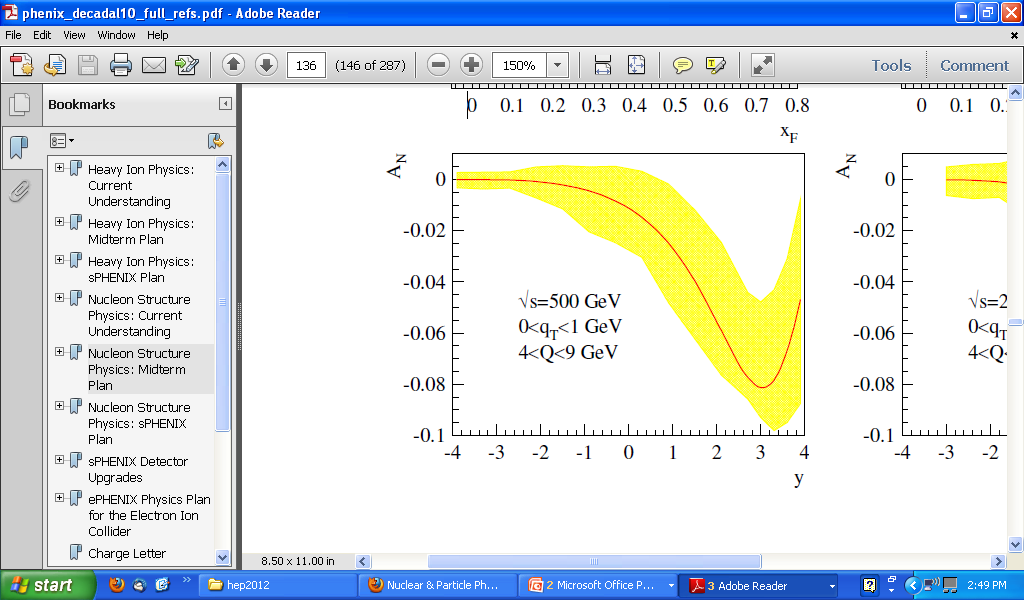 phenix_decadal10_full_refs.pdf - Adobe Reader
File Edit View Window Help
136 (146 of 287) 150% Tools Comment
Bookmarks
Heavy Ion Physics:
Current
Understanding
Heavy Ion Physics:
Midterm Plan
Heavy Ion Physics:
sPHENIX Plan
Nucleon Structure
Physics: Current
Understanding
Nucleon Structure
Physics: Midterm
Plan
Nucleon Structure
Physics: sPHENIX
Plan
sPHENIX Detector
Upgrades
ePHENIX Physics Plan
for the Electron Ion
Collider
Charge Letter
0 0.1 0.2 0.3 0.4 0.5 0.6 0.7 0.8
xF
AN
0
-0.02
-0.04
-0.06
-0.08
-0.1
√s=500 GeV
0<qT<1 GeV
4<Q<9 GeV
-4 -3 -2 -1 0 1 2 3 4
y
0 0.1 0.
AN
0
-0.02
-0.04
-0.06
-0.08
-0.1
√s=2
0<qT
4<Q<
-4 -3 -2
8.50 x 11.00 in
start
hep2012
Nuclear & Particle Ph...
2 Microsoft Office P...
3 Adobe Reader
2:49 PM